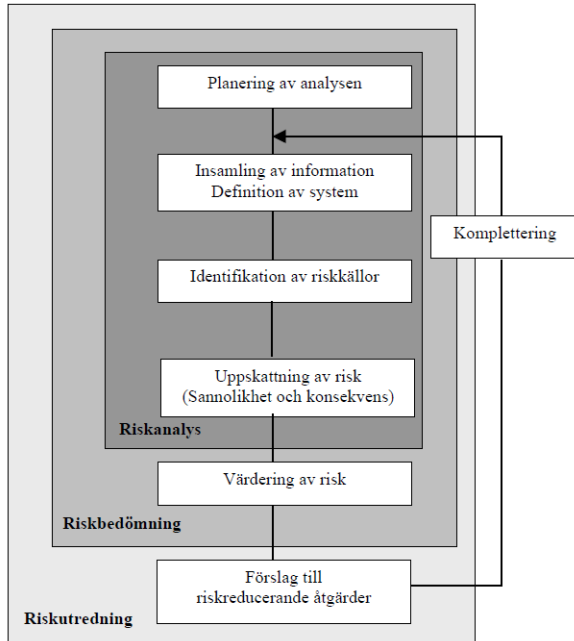 Planering av analysen
Insamling av information
Definition av system
Komplettering
Identifikation av riskkällor
Uppskattning av risk
(Sannolikhet och konsekvens)
Riskanalys
Värdering av risk
Riskbedömning
Förslag till
riskreducerande åtgärder
Riskutredning